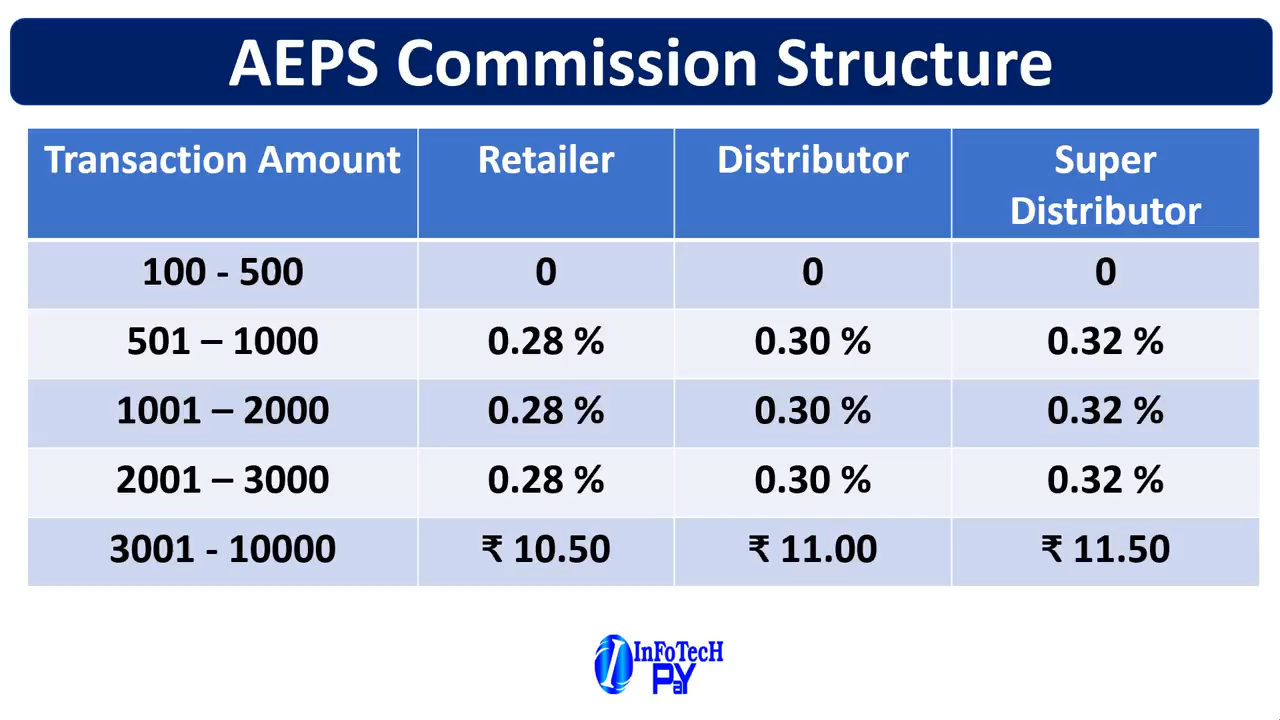 AEPS Commission Structure
Transaction Amount Retailer Distributor Super Distributor
100 - 500 0 0 0
501 – 1000 0.28 % 0.30 % 0.32 %
1001 – 2000 0.28 % 0.30 % 0.32 %
2001 – 3000 0.28 % 0.30 % 0.32 %
3001 - 10000 ₹ 10.50 ₹ 11.00 ₹ 11.50
InFoTecH
PaY